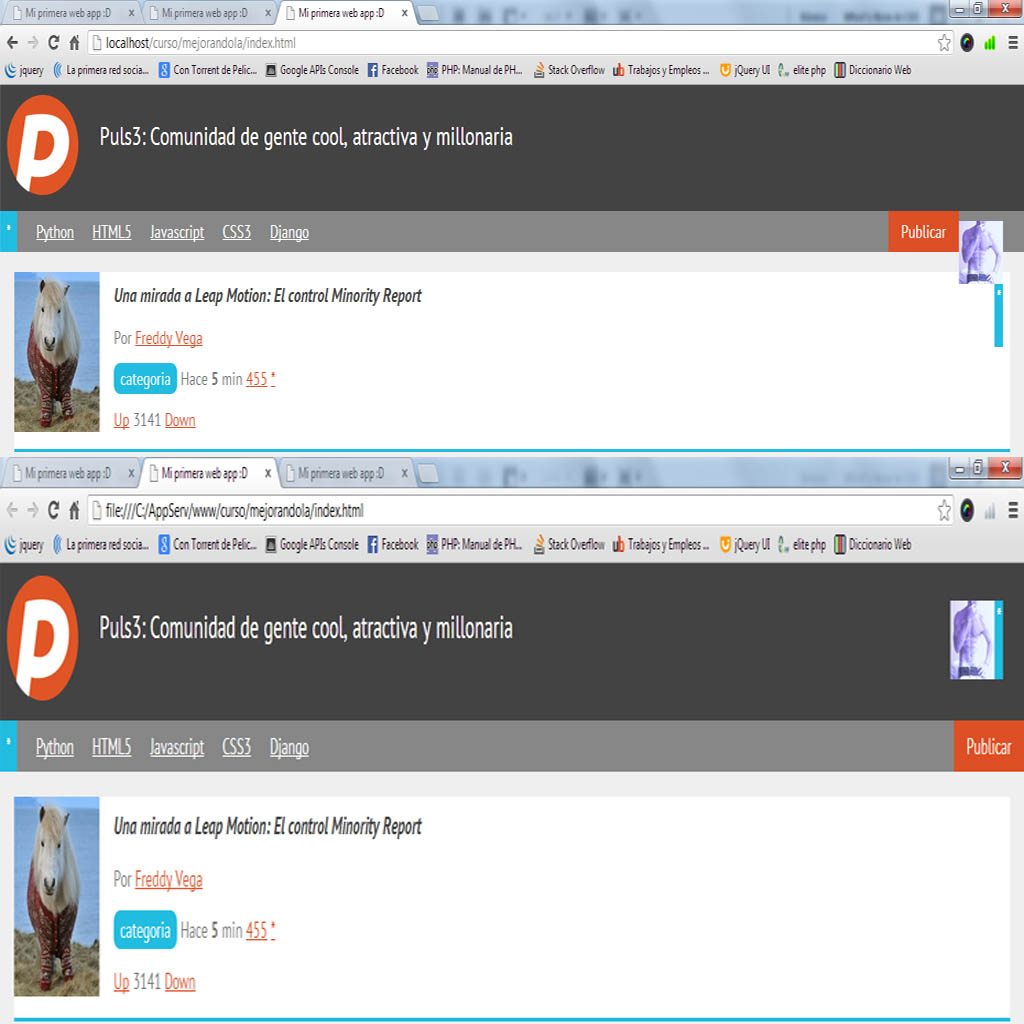 Mi primera web app :D x Mi primera web app :D x Mi primera web app :D x
localhost/curso/mejorandola/index.html
jquery La primera red socia... Con Torrent de Pelic... Google APIs Console Facebook PHP: Manual de PH... Stack Overflow Trabajos y Empleos ... jQuery UI elite php Diccionario Web
Puls3: Comunidad de gente cool, atractiva y millonaria
* Python HTML5 Javascript CSS3 Django Publicar
Una mirada a Leap Motion: El control Minority Report
*
Por Freddy Vega
categoria Hace 5 min 455 *
Up 3141 Down
Mi primera web app :D x Mi primera web app :D x Mi primera web app :D x
file:///C:/AppServ/www/curso/mejorandola/index.html
jquery La primera red socia... Con Torrent de Pelic... Google APIs Console Facebook PHP: Manual de PH... Stack Overflow Trabajos y Empleos ... jQuery UI elite php Diccionario Web
Puls3: Comunidad de gente cool, atractiva y millonaria
*
* Python HTML5 Javascript CSS3 Django Publicar
Una mirada a Leap Motion: El control Minority Report
Por Freddy Vega
categoria Hace 5 min 455 *
Up 3141 Down